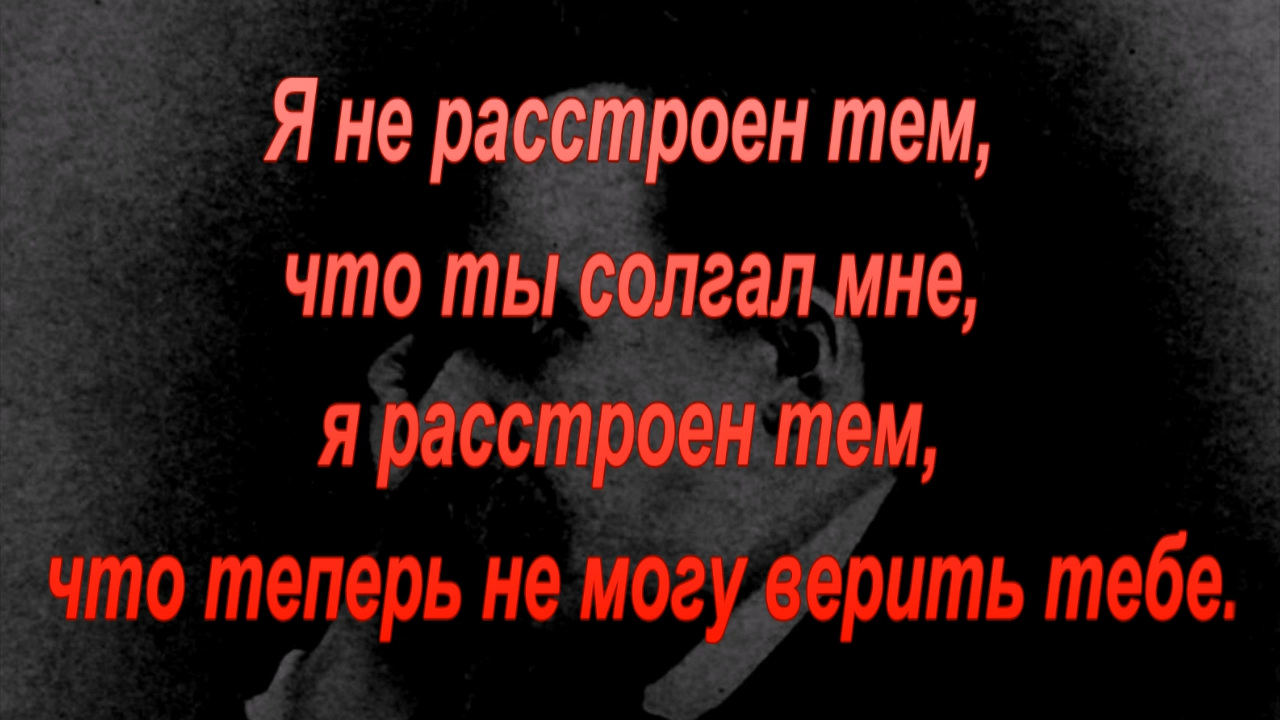 Я не расстроен тем,
что ты солгал мне,
я расстроен тем,
что теперь не могу верить тебе.